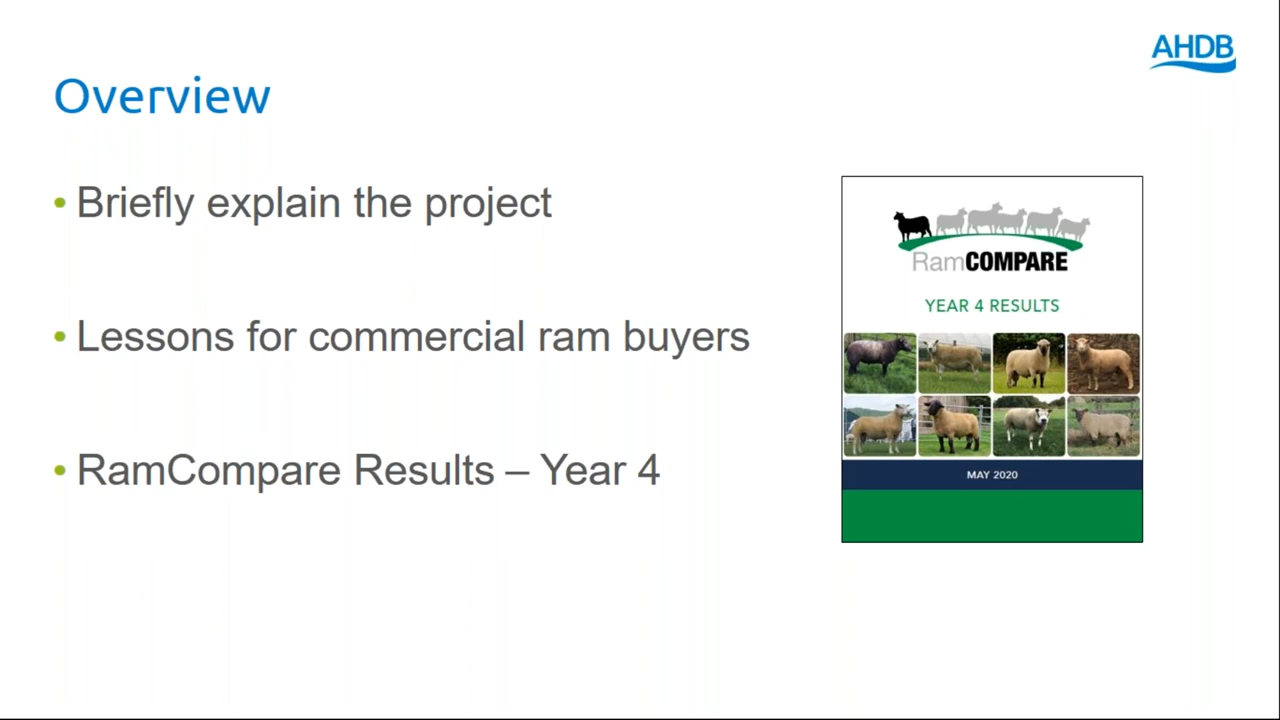 AHDB
Overview
• Briefly explain the project
• Lessons for commercial ram buyers
• RamCompare Results – Year 4
RamCOMPARE
YEAR 4 RESULTS
MAY 2020